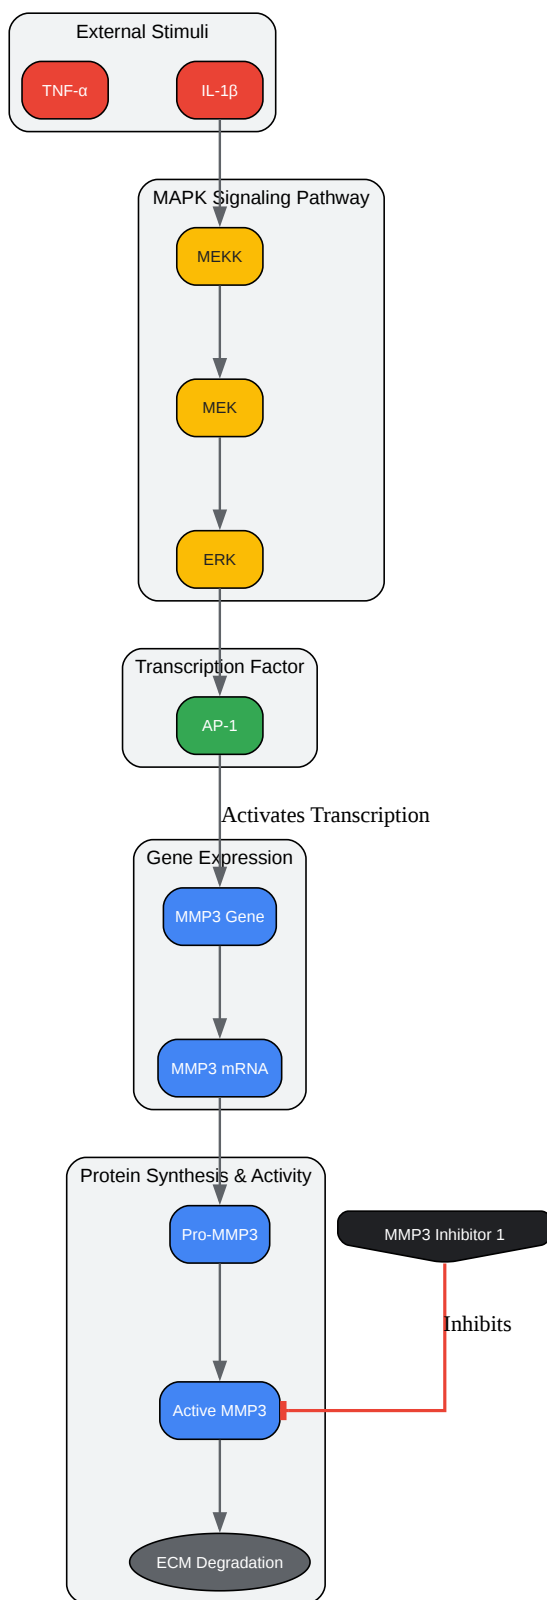 External Stimuli
TNF-α
IL-1β
MAPK Signaling Pathway
MEKK
MEK
ERK
Transcription Factor
AP-1
Activates Transcription
Gene Expression
MMP3 Gene
MMP3 mRNA
Protein Synthesis & Activity
Pro-MMP3
MMP3 Inhibitor 1
Inhibits
Active MMP3
ECM Degradation